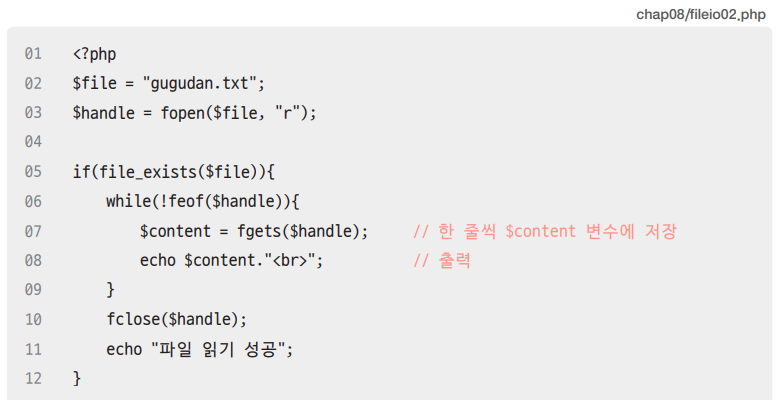 chap08/fileio02.php
01 <?php
02 $file = "gugudan.txt";
03 $handle = fopen($file, "r");
04
05 if(file_exists($file)){
06     while(!feof($handle)){
07         $content = fgets($handle);     // 한 줄씩 $content 변수에 저장
08         echo $content."<br>";          // 출력
09     }
10     fclose($handle);
11     echo "파일 읽기 성공";
12 }